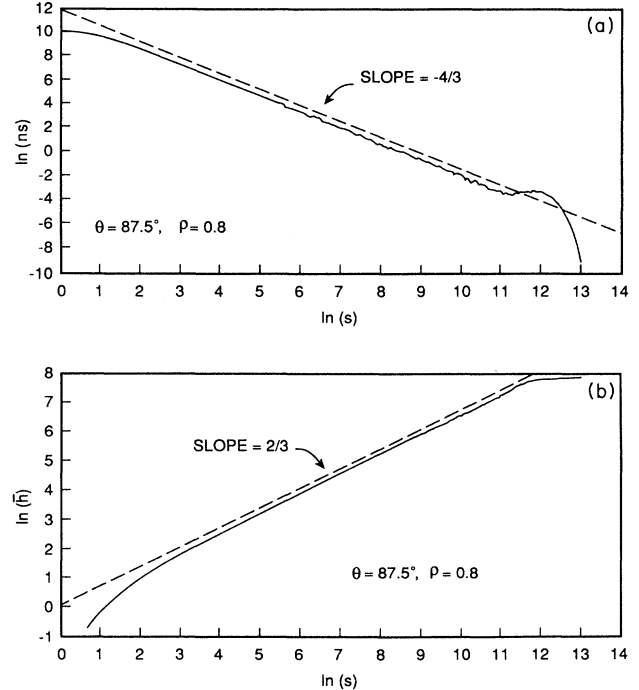 12
10
8
6
4
2
0
-2
-4
-6
-8
-10
ln (ns)
(a)
SLOPE = -4/3
θ = 87.5°, ρ = 0.8
0 1 2 3 4 5 6 7 8 9 10 11 12 13 14
ln (s)
8
7
6
5
4
3
2
1
0
-1
ln (h̄)
(b)
SLOPE = 2/3
θ = 87.5°, ρ = 0.8
0 1 2 3 4 5 6 7 8 9 10 11 12 13 14
ln (s)